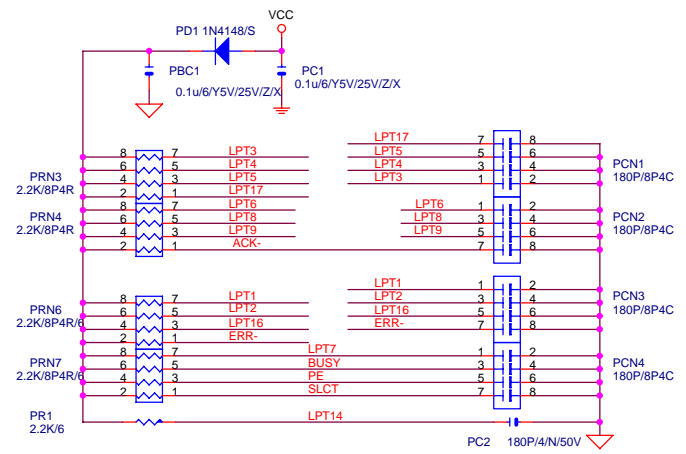 VCC
PD1 1N4148/S
PBC1
PC1
0.1u/6/Y5V/25V/Z/X
0.1u/6/Y5V/25V/Z/X
8 7 LPT3
6 5 LPT4
4 3 LPT5
2 1 LPT17
PRN3
2.2K/8P4R
8 7 LPT6
6 5 LPT8
4 3 LPT9
2 1 ACK-
PRN4
2.2K/8P4R
LPT17 7 8
LPT5 5 6
LPT4 3 4
LPT3 1 2
PCN1
180P/8P4C
LPT6 1 2
LPT8 3 4
LPT9 5 6
7 8
PCN2
180P/8P4C
8 7 LPT1
6 5 LPT2
4 3 LPT16
2 1 ERR-
PRN6
2.2K/8P4R/6
LPT1 1 2
LPT2 3 4
LPT16 5 6
ERR- 7 8
PCN3
180P/8P4C
8 7 LPT7 1 2
6 5 BUSY 3 4
4 3 PE 5 6
2 1 SLCT 7 8
PRN7
2.2K/8P4R/6
PCN4
180P/8P4C
PR1
2.2K/6
LPT14
PC2 180P/4/N/50V